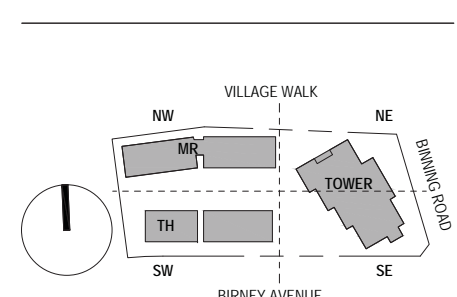 VILLAGE WALK
NW
NE
MR
TOWER
BINNING ROAD
TH
SW
SE
BIRNEY AVENUE